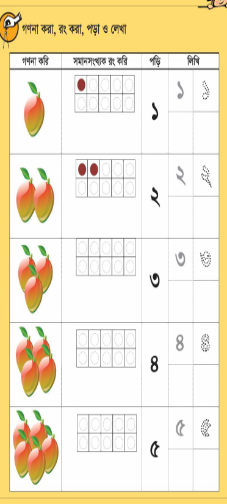 গণনা করা, রং করা, পড়া ও লেখা
গণনা করি সমানসংখ্যক রং করি পড়ি লিখি
১ ১ ১
২ ২ ২
৩ ৩ ৩
৪ ৪ ৪
৫ ৫ ৫